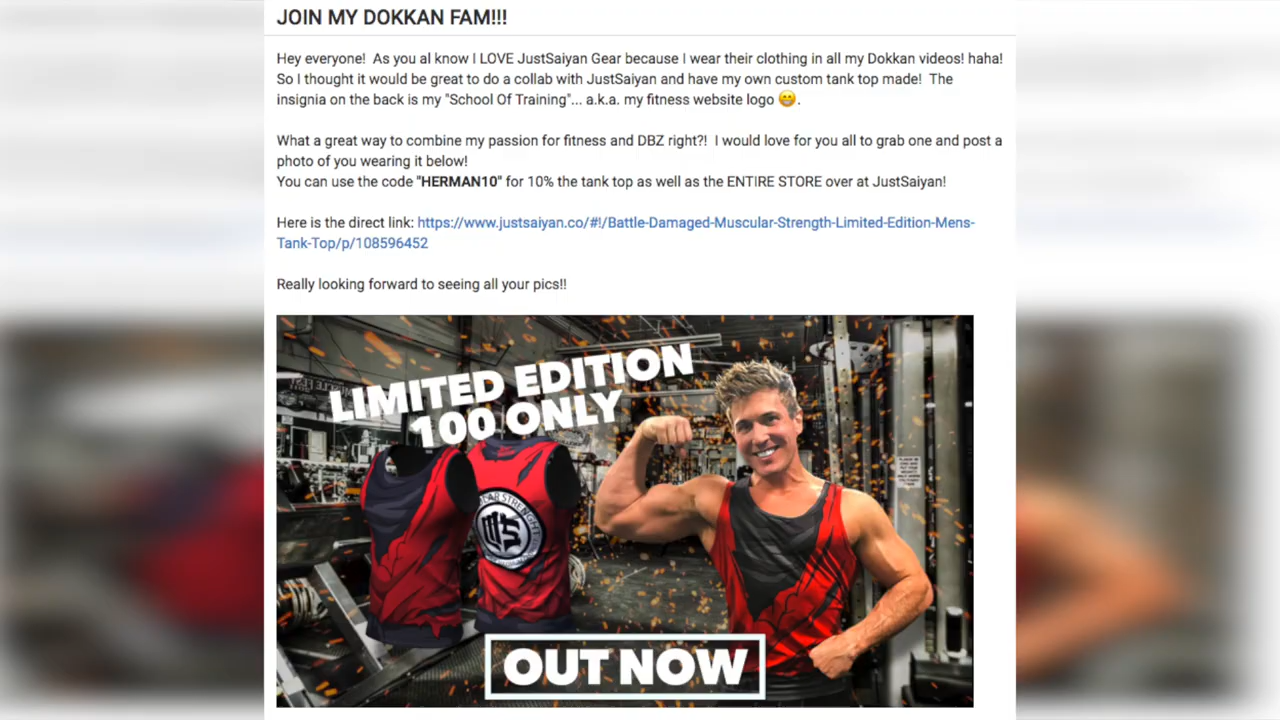 JOIN MY DOKKAN FAM!!!
Hey everyone! As you al know I LOVE JustSaiyan Gear because I wear their clothing in all my Dokkan videos! haha!
So I thought it would be great to do a collab with JustSaiyan and have my own custom tank top made! The
insignia on the back is my "School Of Training"... a.k.a. my fitness website logo 😁.
What a great way to combine my passion for fitness and DBZ right?! I would love for you all to grab one and post a
photo of you wearing it below!
You can use the code "HERMAN10" for 10% the tank top as well as the ENTIRE STORE over at JustSaiyan!
Here is the direct link: https://www.justsaiyan.co/#!/Battle-Damaged-Muscular-Strength-Limited-Edition-Mens-
Tank-Top/p/108596452
Really looking forward to seeing all your pics!!
LIMITED EDITION
100 ONLY
MS
OUT NOW